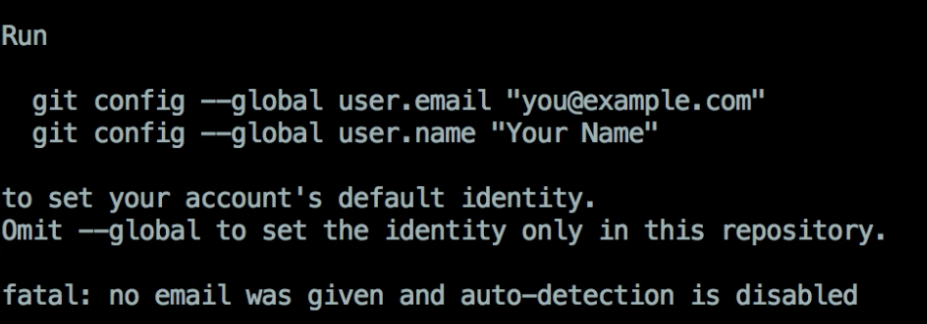 Run
git config --global user.email "you@example.com"
git config --global user.name "Your Name"
to set your account's default identity.
Omit --global to set the identity only in this repository.
fatal: no email was given and auto-detection is disabled